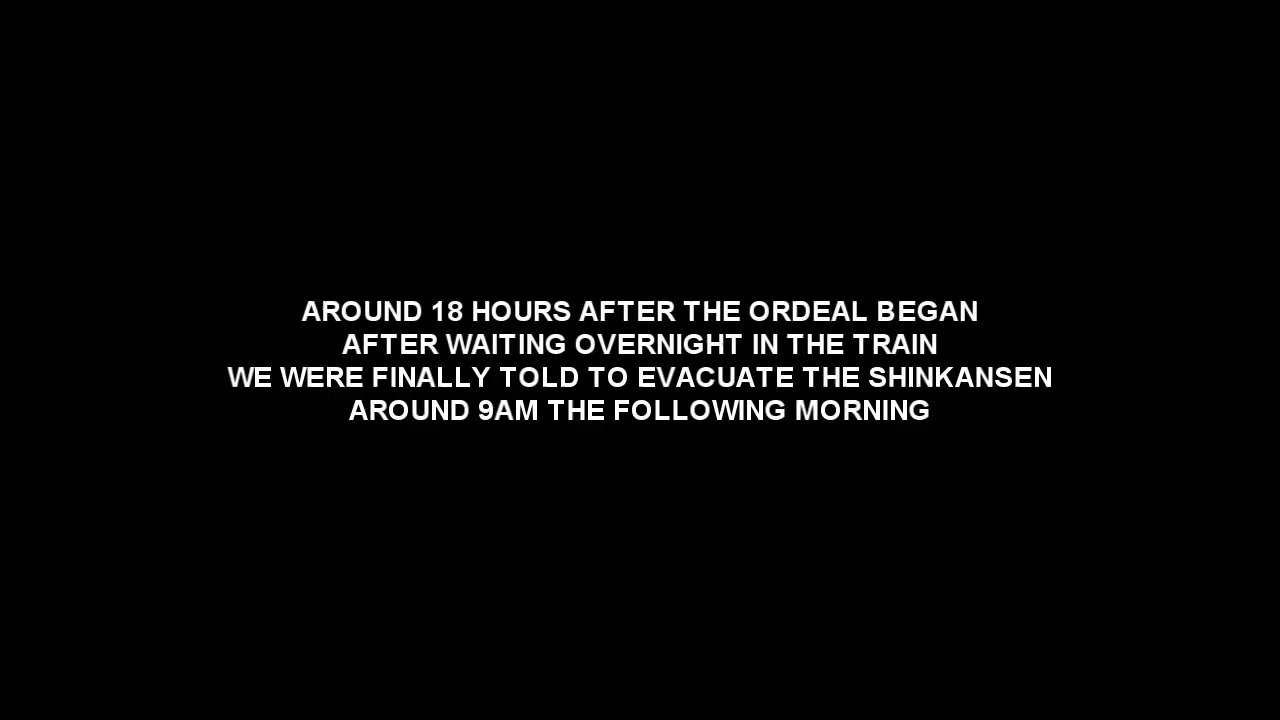 AROUND 18 HOURS AFTER THE ORDEAL BEGAN
AFTER WAITING OVERNIGHT IN THE TRAIN
WE WERE FINALLY TOLD TO EVACUATE THE SHINKANSEN
AROUND 9AM THE FOLLOWING MORNING